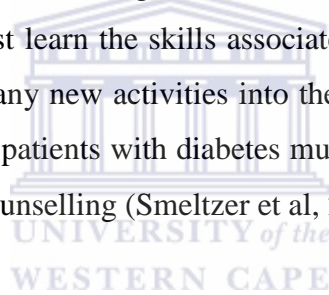 st learn the skills associate
any new activities into the
patients with diabetes mu
unselling (Smeltzer et al,
UNIVERSITY of the
WESTERN CAPE